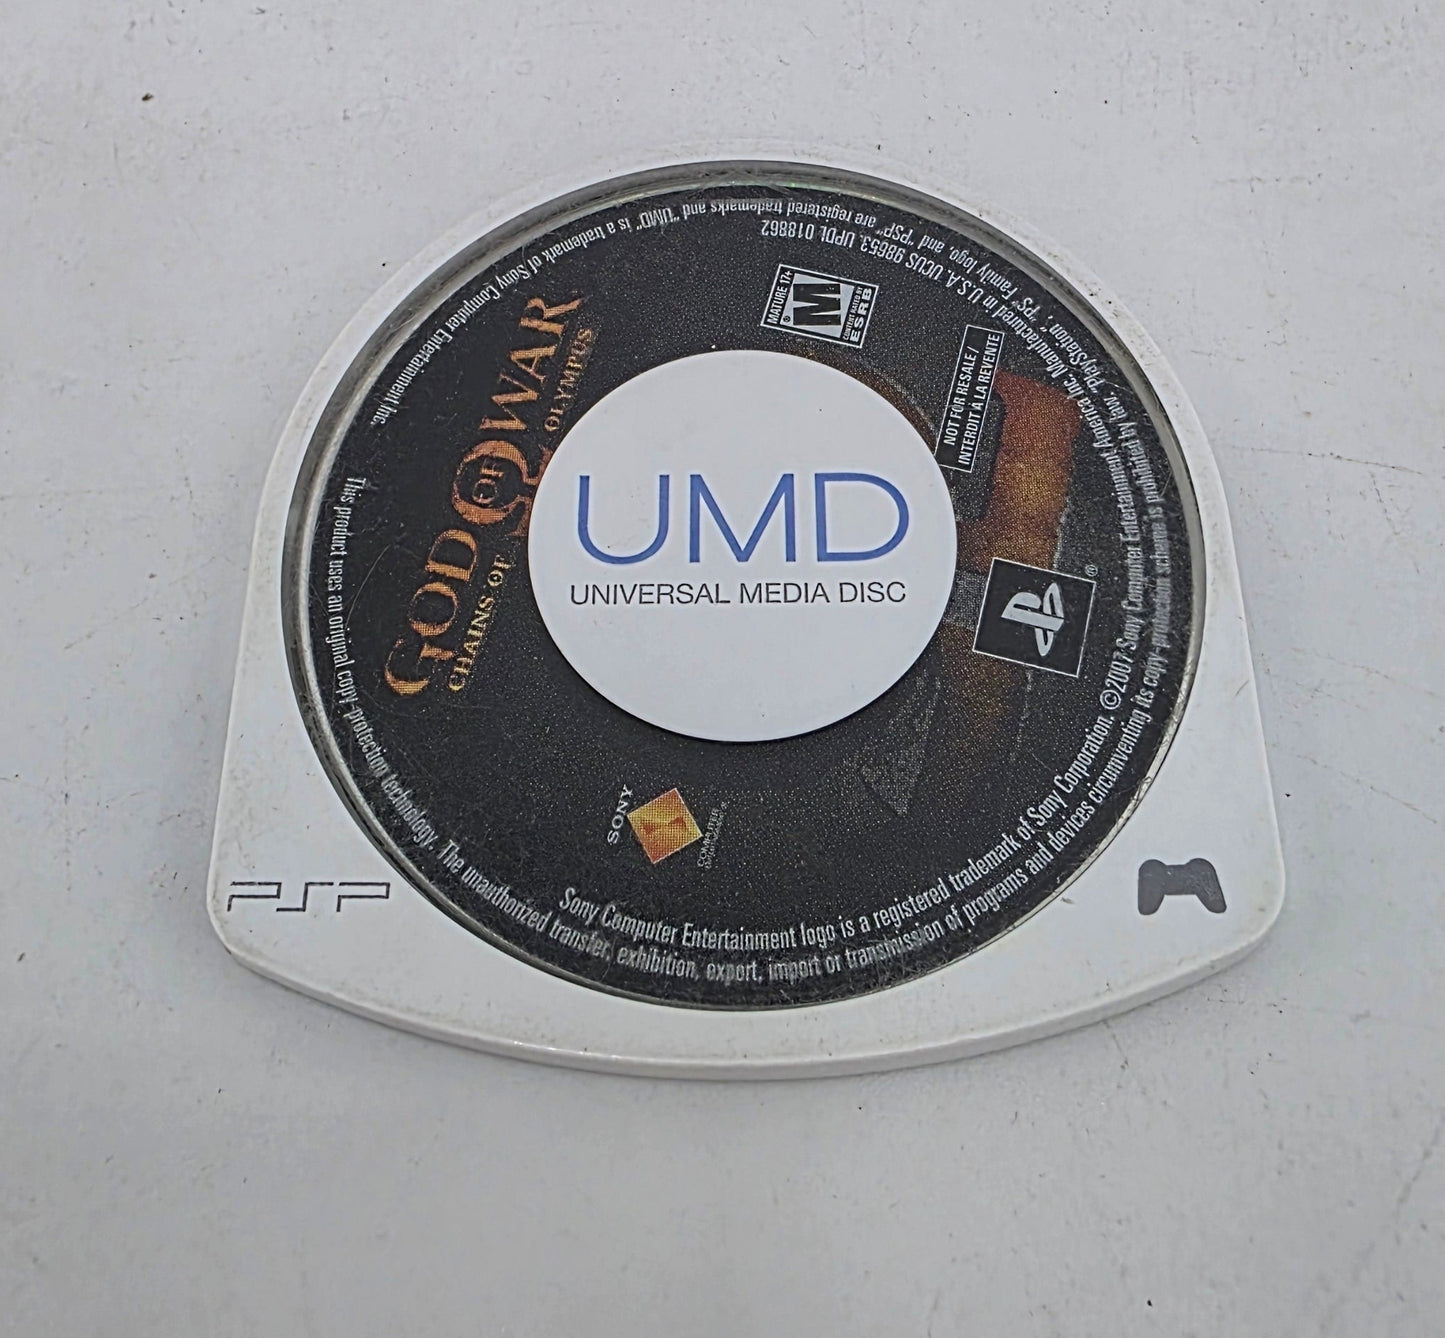 GOD OF WAR
CHAINS OF OLYMPUS
UMD
UNIVERSAL MEDIA DISC
MATURE 17+
M
®
CONTENT RATED BY
ESRB
NOT FOR RESALE /
INTERDIT À LA REVENTE
®
SONY
COMPUTER
PSP
Sony Computer Entertainment logo is a registered trademark of Sony Corporation. ©2007 Sony Computer Entertainment America Inc. Manufactured in U.S.A. UCUS 98653. UPDL 018862
This product uses an original copy-protection technology. The unauthorized transfer, exhibition, export, import or transmission of programs and devices circumventing its copy-protection scheme is prohibited by law. "PlayStation", "PS" Family logo, and "PSP" are registered trademarks and "UMD" is a trademark of Sony Computer Entertainment Inc.